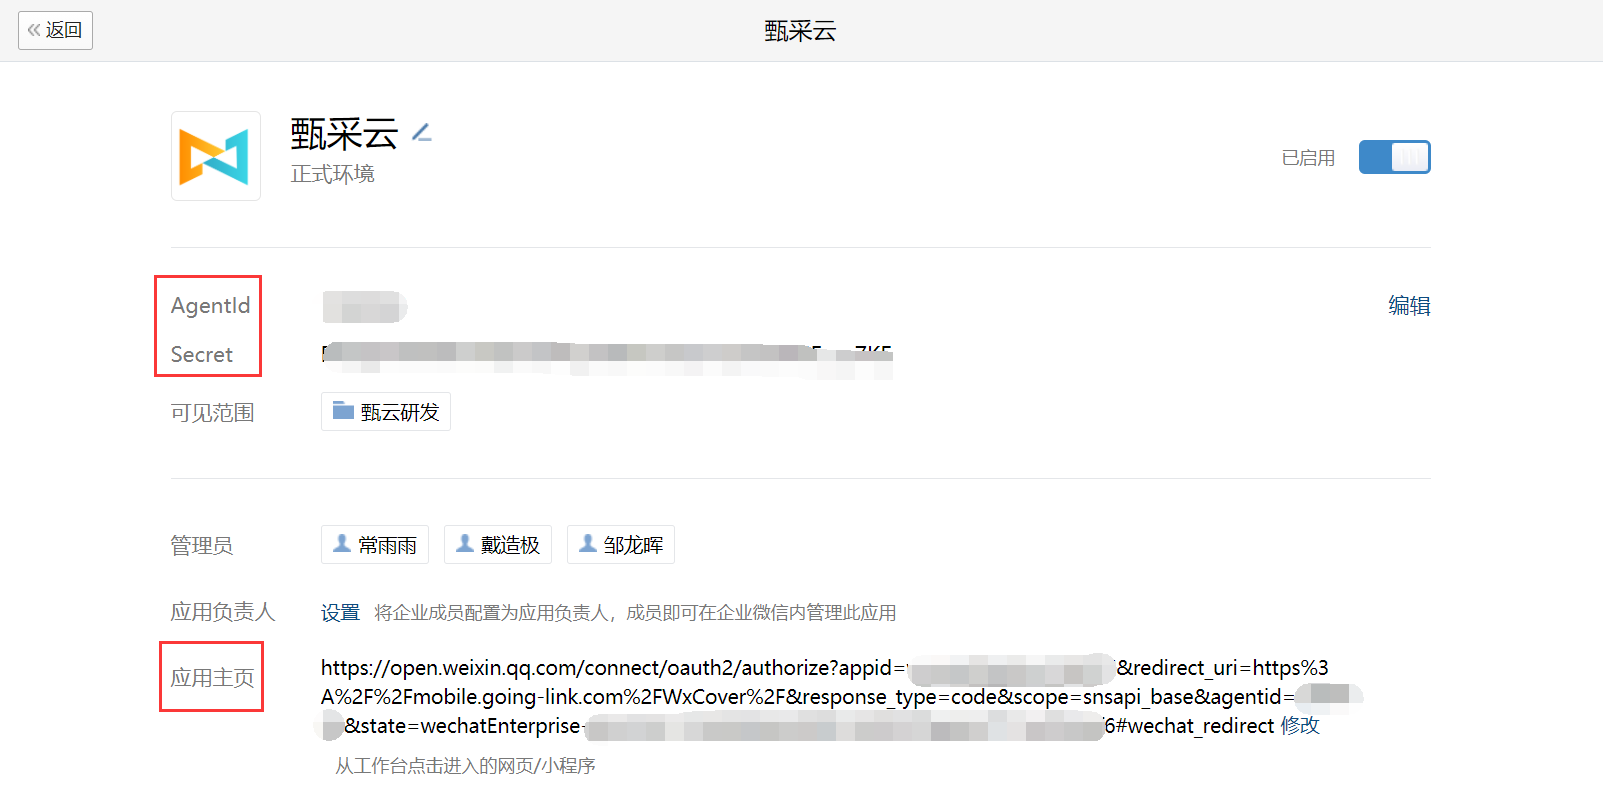 返回
甄采云
甄采云
正式环境
已启用
AgentId
编辑
Secret
可见范围 甄云研发
管理员 常雨雨 戴造极 邹龙晖
应用负责人 设置 将企业成员配置为应用负责人，成员即可在企业微信内管理此应用
应用主页 https://open.weixin.qq.com/connect/oauth2/authorize?appid= &redirect_uri=https%3
A%2F%2Fmobile.going-link.com%2FWxCover%2F&response_type=code&scope=snsapi_base&agentid=
&state=wechatEnterprise- 6#wechat_redirect 修改
从工作台点击进入的网页/小程序